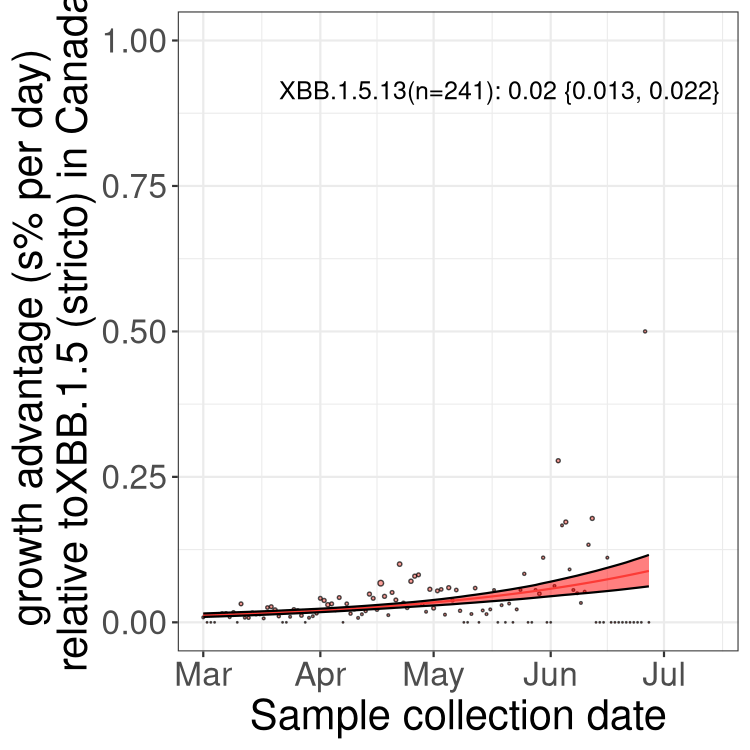 growth advantage (s% per day)
relative toXBB.1.5 (stricto) in Canada
1.00
0.75
0.50
0.25
0.00
XBB.1.5.13(n=241): 0.02 {0.013, 0.022}
Mar Apr May Jun Jul
Sample collection date